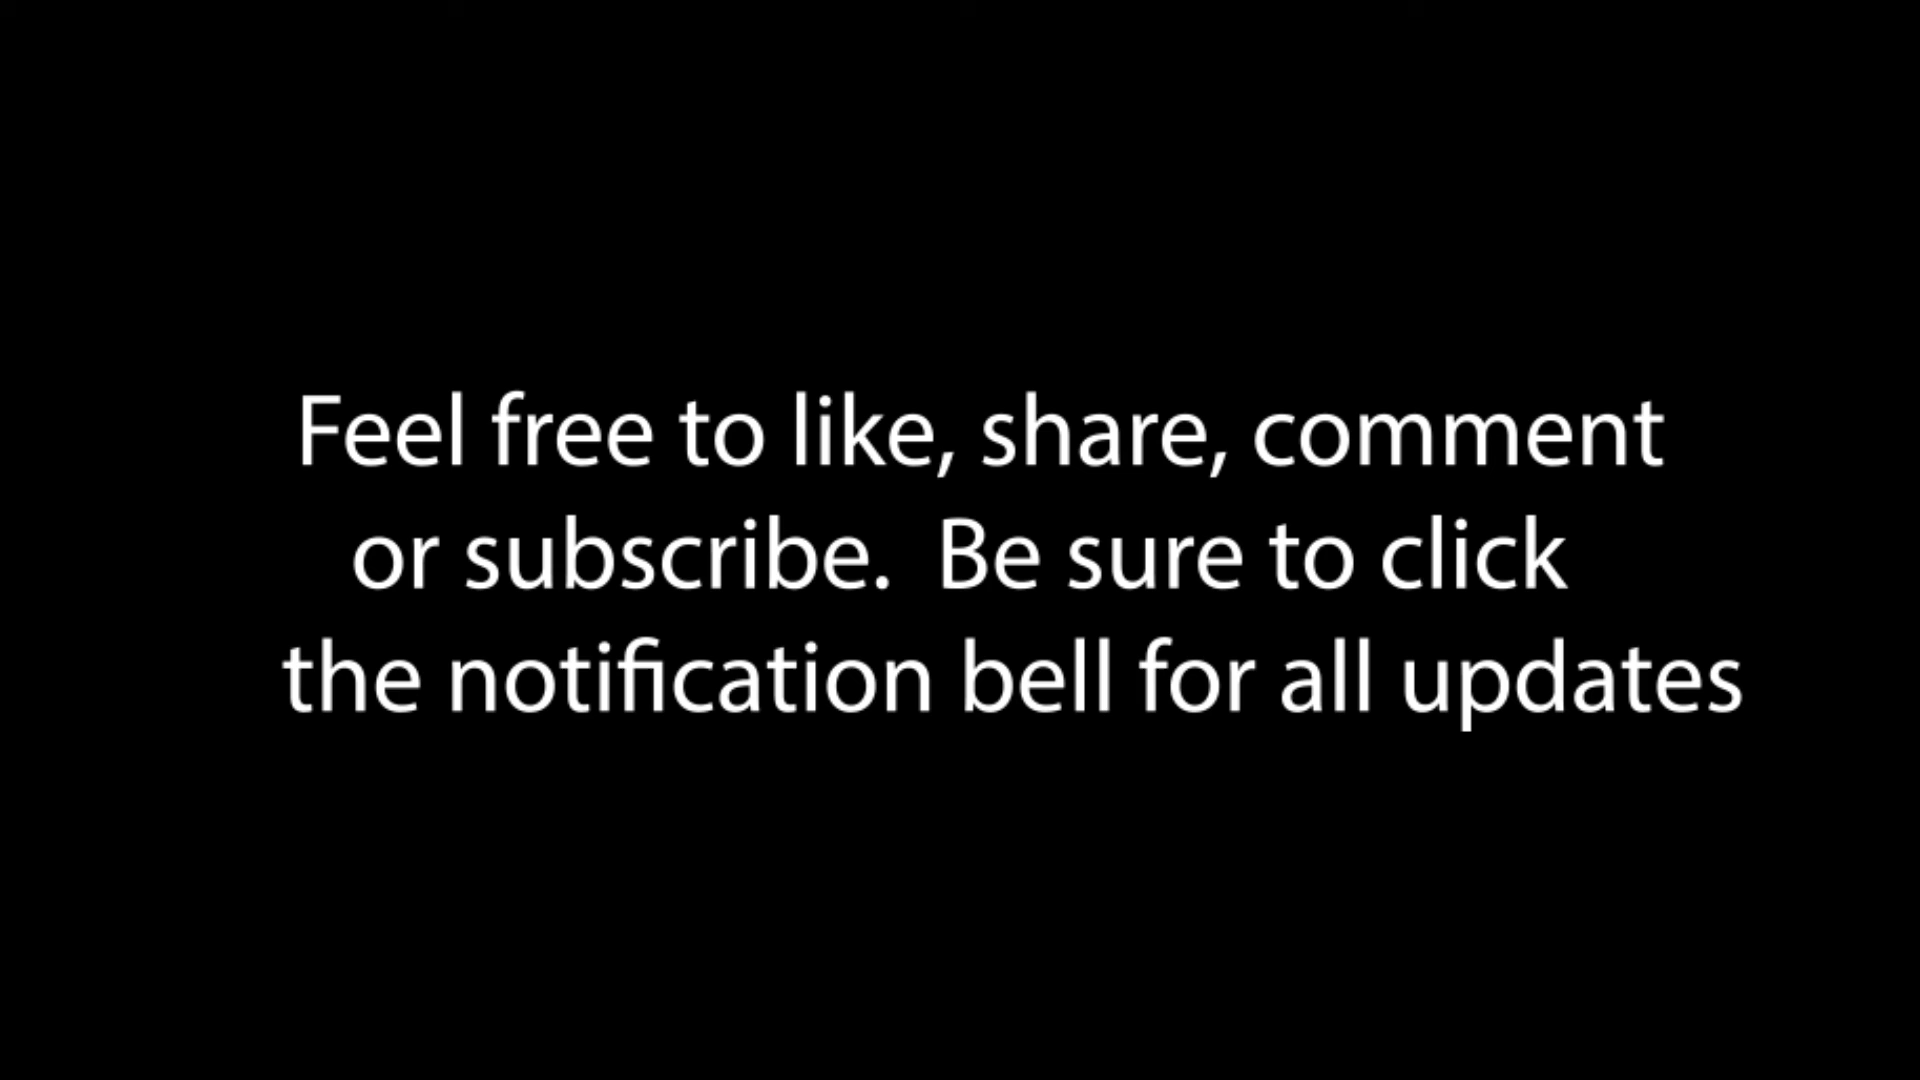 Feel free to like, share, comment
or subscribe.  Be sure to click
the notification bell for all updates